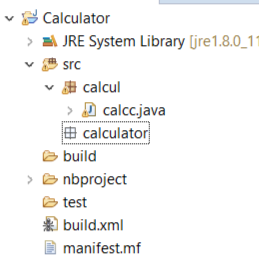 Calculator
JRE System Library [jre1.8.0_11
src
calcul
calcc.java
calculator
build
nbproject
test
build.xml
manifest.mf